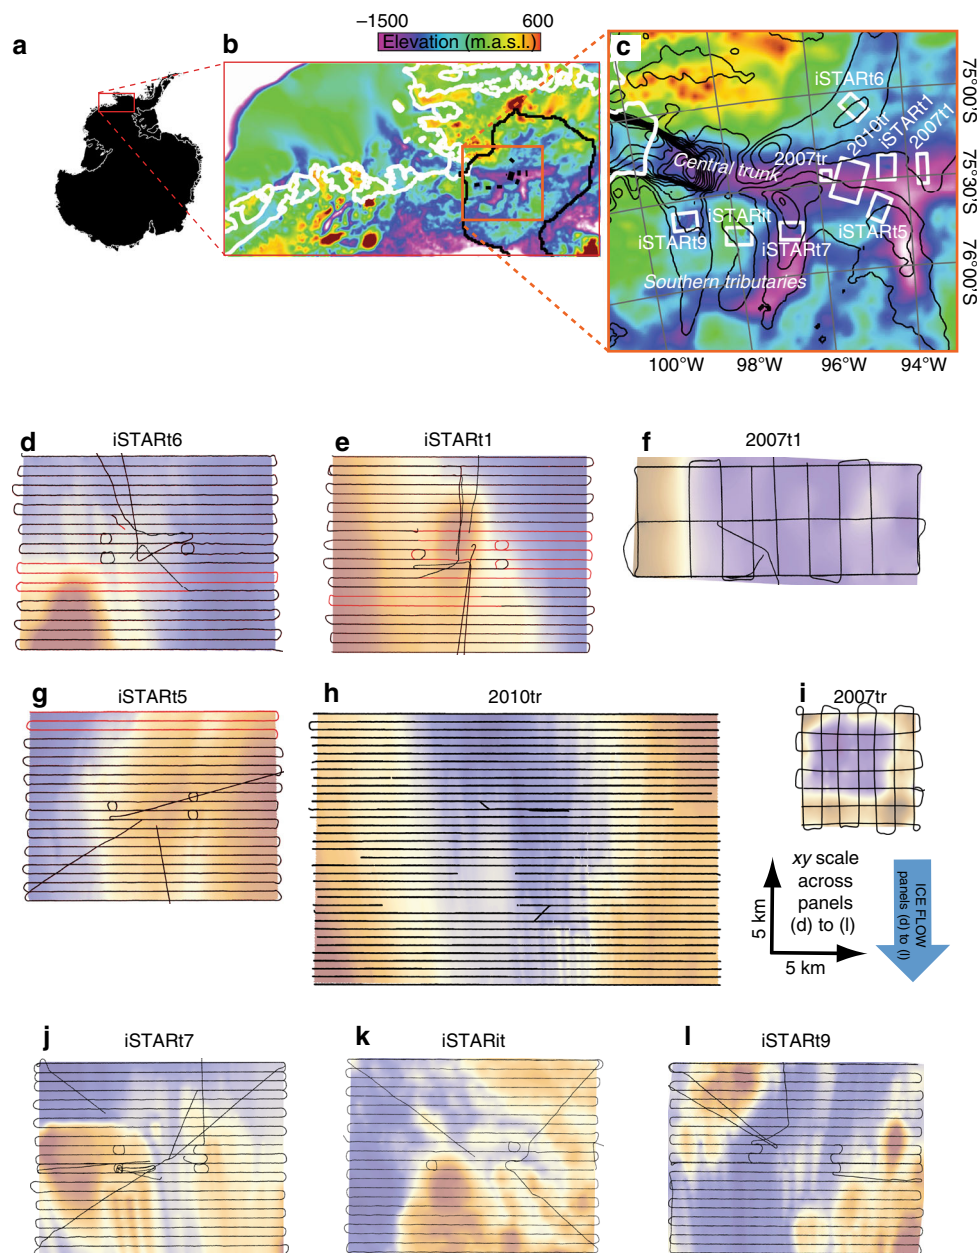 −1500 600
Elevation (m.a.s.l.)
a
b
c
iSTARt6
2007tr
2010tr
iSTARt1
2007t1
Central trunk
iSTARit
iSTARt9
iSTARt7
iSTARt5
Southern tributaries
75°00'S
75°30'S
76°00'S
100°W 98°W 96°W 94°W
d iSTARt6
e iSTARt1
f 2007t1
g iSTARt5
h 2010tr
i 2007tr
xy scale
across
panels
(d) to (l)
5 km
5 km
ICE FLOW
panels (d) to (l)
j iSTARt7
k iSTARit
l iSTARt9